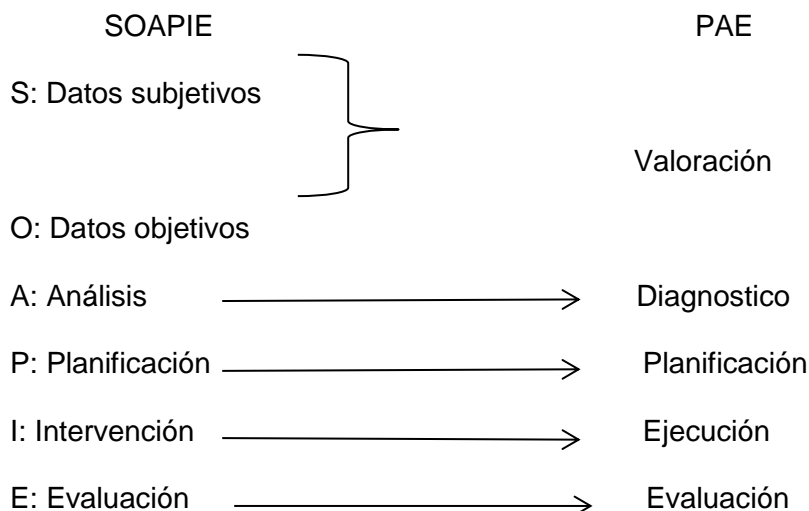 SOAPIE PAE
S: Datos subjetivos
Valoración
O: Datos objetivos
A: Análisis Diagnostico
P: Planificación Planificación
I: Intervención Ejecución
E: Evaluación Evaluación